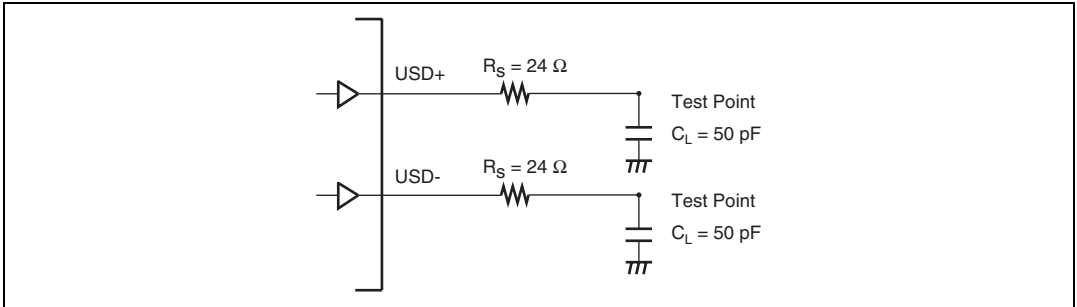 USD+
R_S = 24 Ω
Test Point
C_L = 50 pF
USD-
R_S = 24 Ω
Test Point
C_L = 50 pF